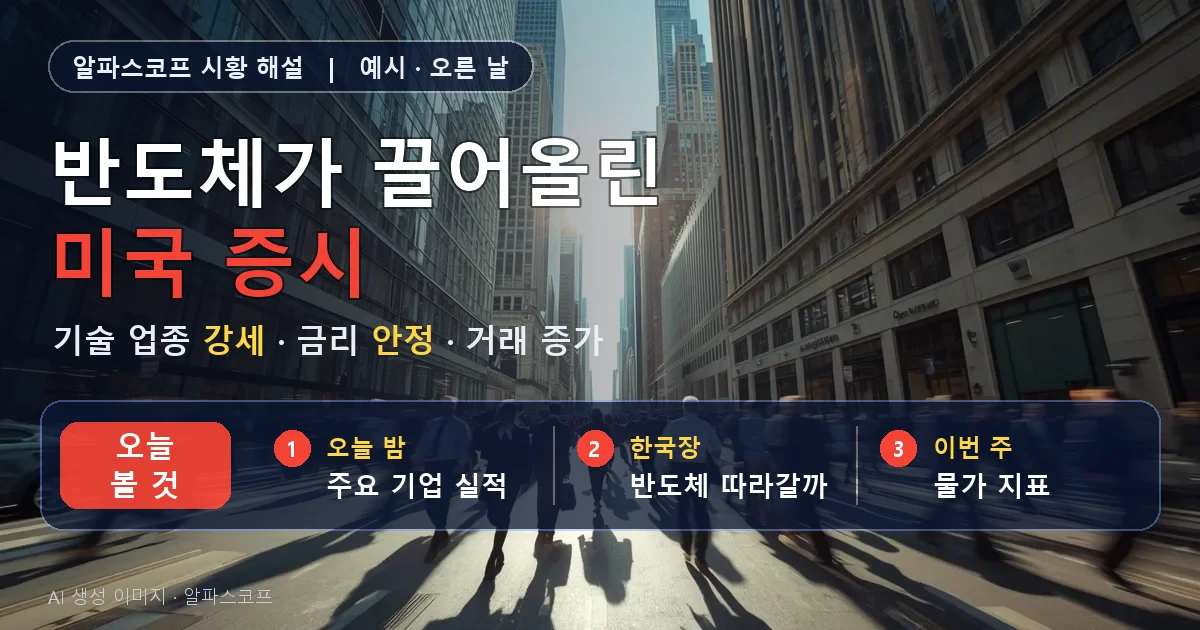 알파스코프 시황 해설 | 예시 · 오른 날
반도체가 끌어올린
미국 증시
기술 업종 강세 · 금리 안정 · 거래 증가
오늘
볼 것
1 오늘 밤
주요 기업 실적
2 한국장
반도체 따라갈까
3 이번 주
물가 지표
AI 생성 이미지 · 알파스코프